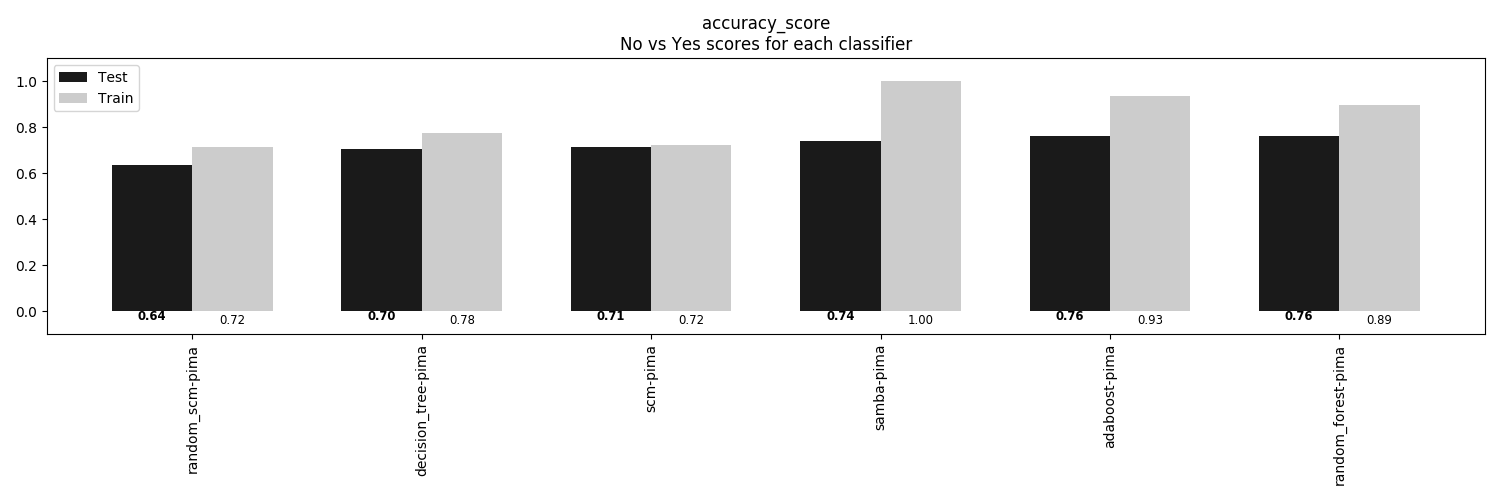 accuracy_score
No vs Yes scores for each classifier
Test
Train
1.0
0.8
0.6
0.4
0.2
0.0
0.64 0.72 0.70 0.78 0.71 0.72 0.74 1.00 0.76 0.93 0.76 0.89
random_scm-pima
decision_tree-pima
scm-pima
samba-pima
adaboost-pima
random_forest-pima